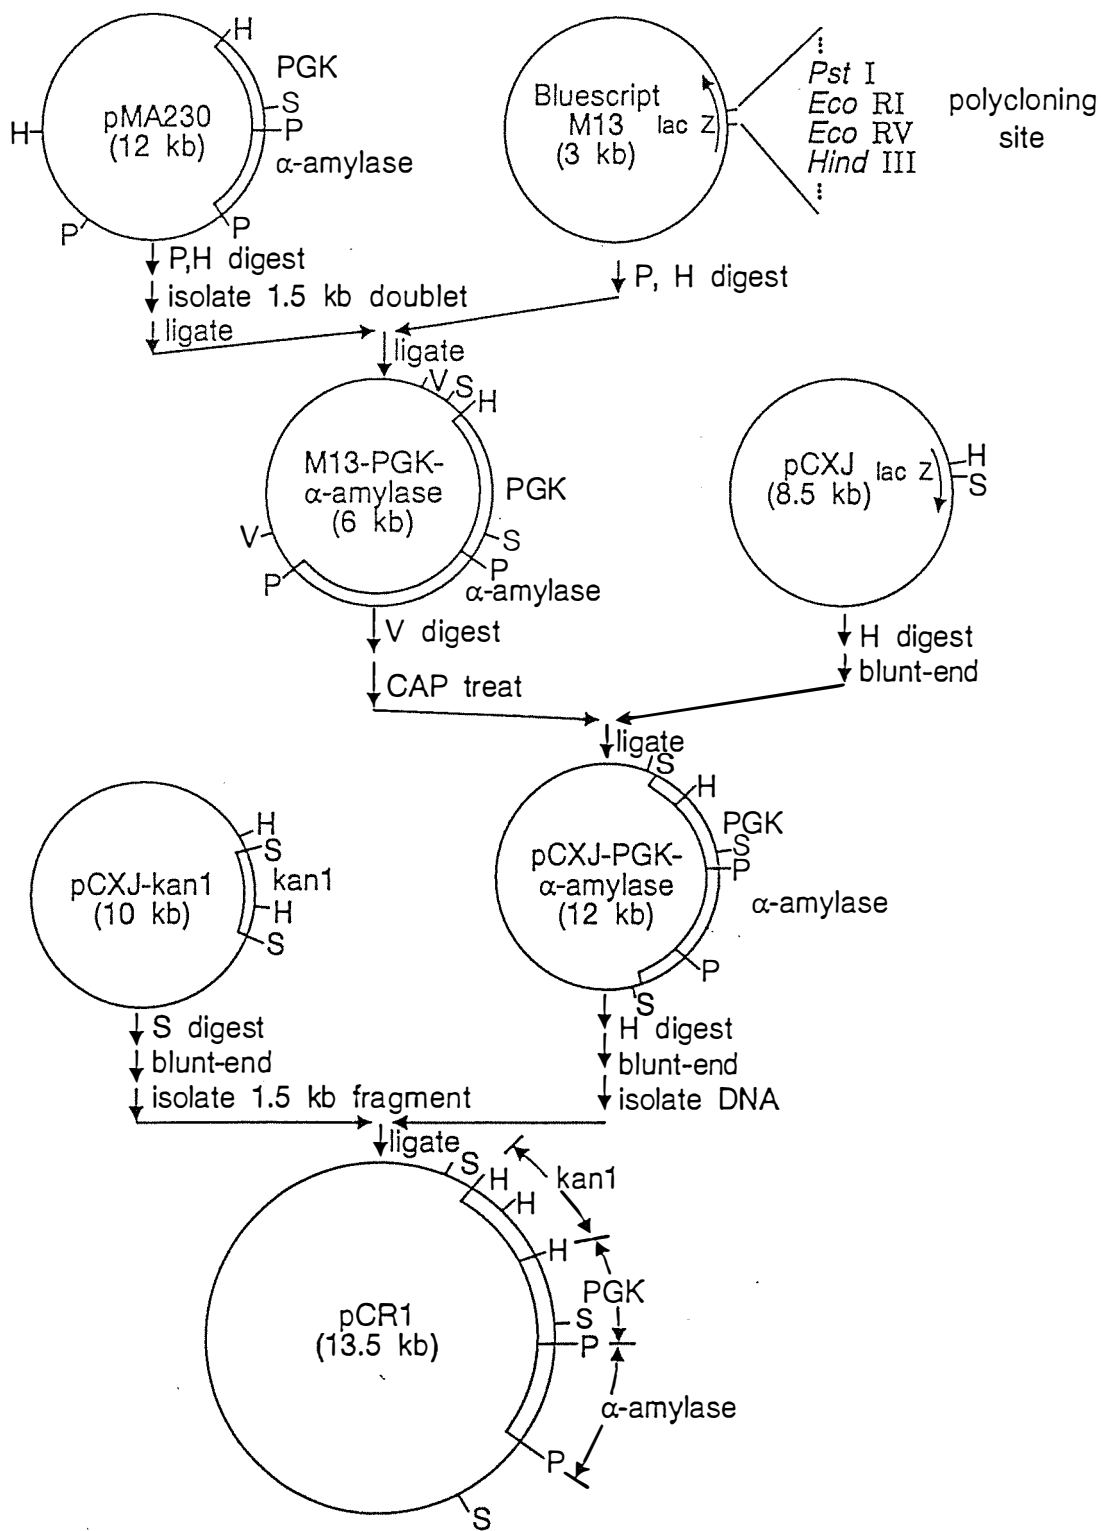 H
PGK
S
P
pMA230
(12 kb)
H
α-amylase
P
P
Bluescript
M13
(3 kb)
lac Z
Pst I
Eco RI
Eco RV
Hind III
polycloning
site
P,H digest
isolate 1.5 kb doublet
ligate
P, H digest
ligate
V
S
H
M13-PGK-
α-amylase
(6 kb)
PGK
V
S
P
P
α-amylase
pCXJ
(8.5 kb)
lac Z
H
S
V digest
CAP treat
H digest
blunt-end
ligate
S
H
PGK
S
P
pCXJ-PGK-
α-amylase
(12 kb)
α-amylase
P
S
H
S
pCXJ-kan1
(10 kb)
kan1
H
S
S digest
blunt-end
isolate 1.5 kb fragment
H digest
blunt-end
isolate DNA
ligate
S
H
H
kan1
H
PGK
pCR1
(13.5 kb)
S
P
α-amylase
P
S